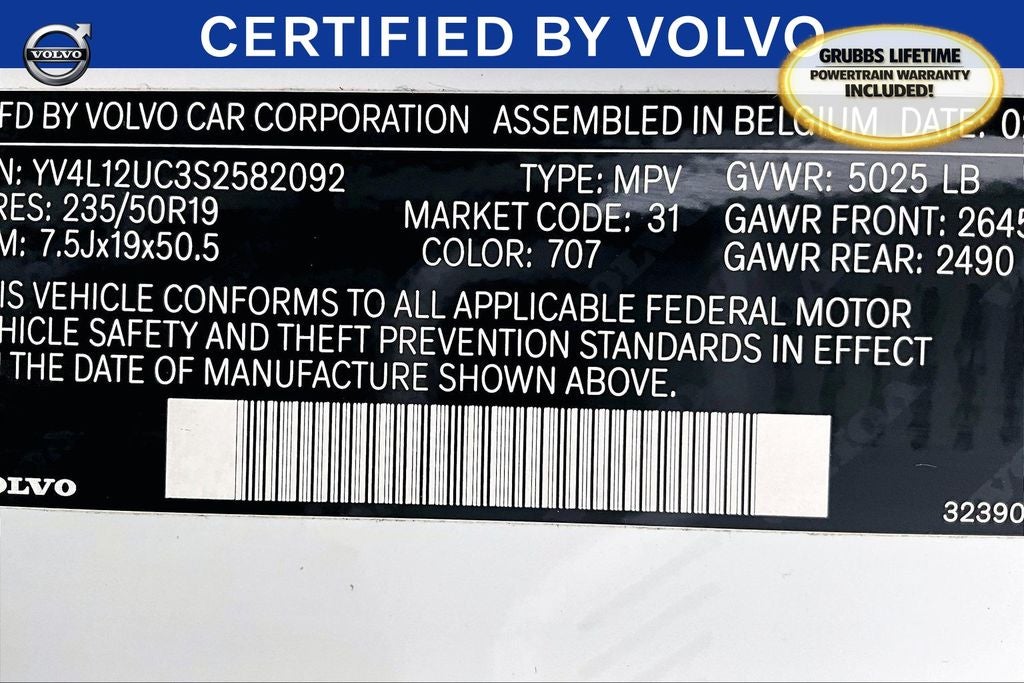 CERTIFIED BY VOLVO
VOLVO
GRUBBS LIFETIME
POWERTRAIN WARRANTY
INCLUDED!
FD BY VOLVO CAR CORPORATION ASSEMBLED IN BELGIUM DATE: 0
N: YV4L12UC3S2582092 TYPE: MPV GVWR: 5025 LB
RES: 235/50R19 MARKET CODE: 31 GAWR FRONT: 2645
M: 7.5Jx19x50.5 COLOR: 707 GAWR REAR: 2490
IS VEHICLE CONFORMS TO ALL APPLICABLE FEDERAL MOTOR
HICLE SAFETY AND THEFT PREVENTION STANDARDS IN EFFECT
THE DATE OF MANUFACTURE SHOWN ABOVE.
OLVO
32390